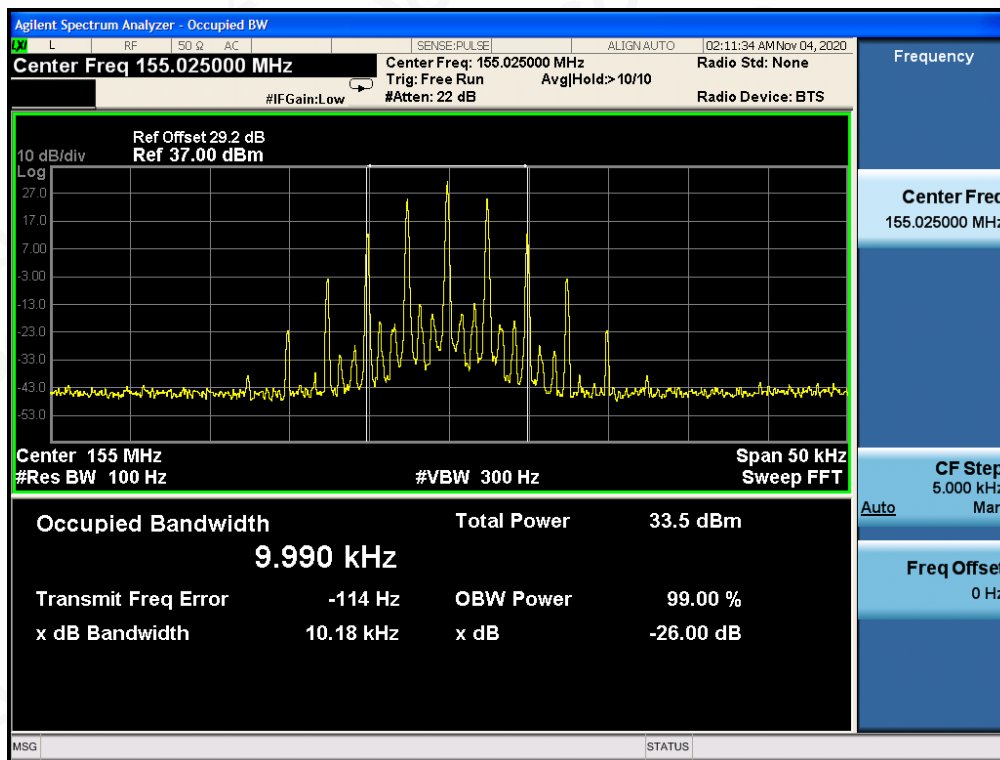 Agilent Spectrum Analyzer - Occupied BW
LXI L RF 50 Ω AC SENSE:PULSE ALIGN AUTO 02:11:34 AM Nov 04, 2020
Center Freq 155.025000 MHz
Center Freq: 155.025000 MHz
Radio Std: None
Trig: Free Run Avg|Hold:>10/10
#IFGain:Low
#Atten: 22 dB
Radio Device: BTS
Ref Offset 29.2 dB
10 dB/div Ref 37.00 dBm
Log
27.0
17.0
7.00
-3.00
-13.0
-23.0
-33.0
-43.0
-53.0
Center 155 MHz Span 50 kHz
#Res BW 100 Hz #VBW 300 Hz Sweep FFT
Occupied Bandwidth Total Power 33.5 dBm
9.990 kHz
Transmit Freq Error -114 Hz OBW Power 99.00 %
x dB Bandwidth 10.18 kHz x dB -26.00 dB
Frequency
Center Freq
155.025000 MHz
CF Step
5.000 kHz
Auto Man
Freq Offset
0 Hz
MSG STATUS